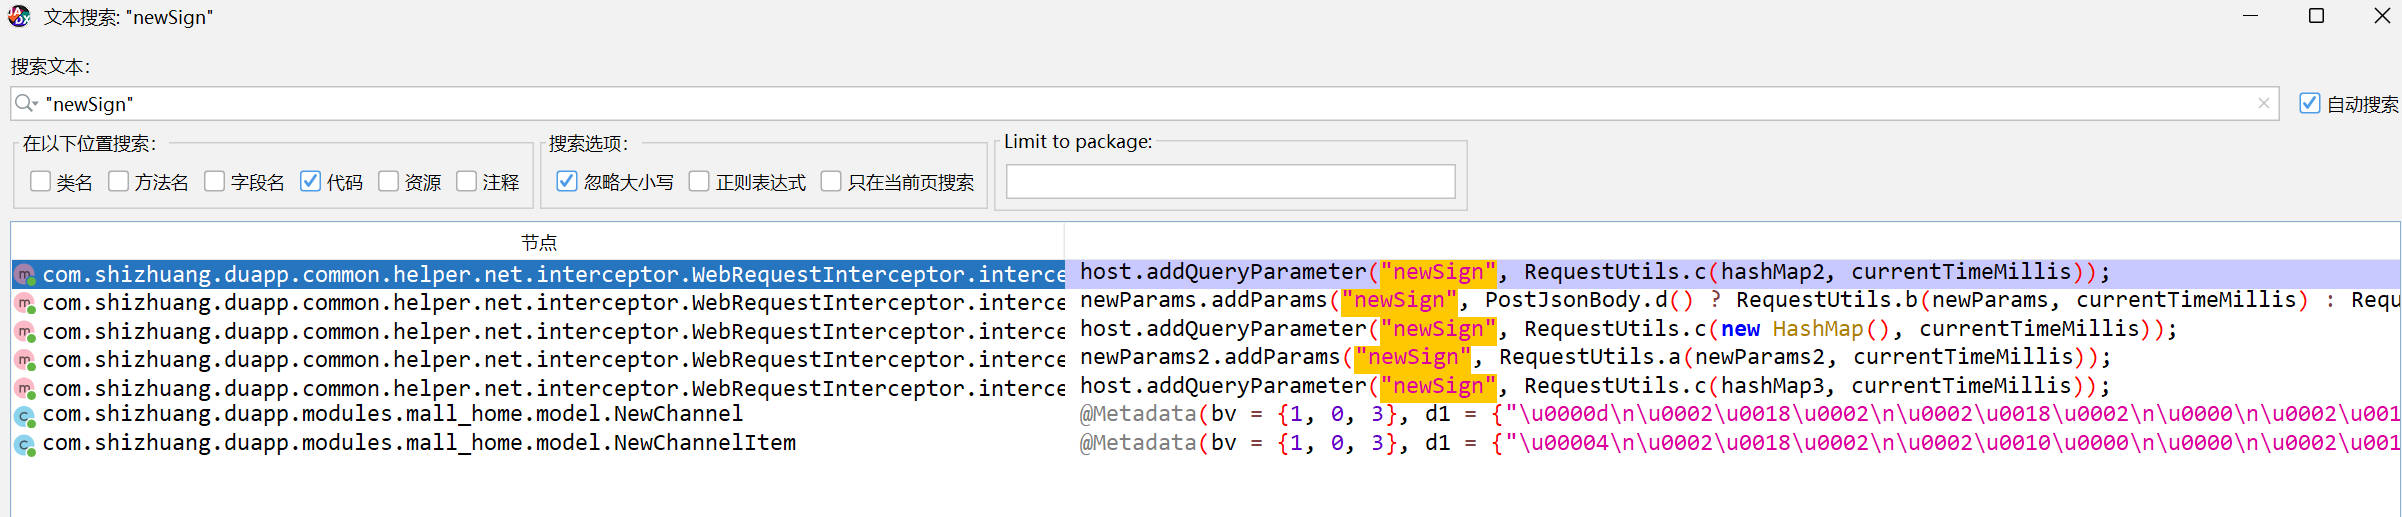 文本搜索: "newSign"
搜索文本:
"newSign"
自动搜索
在以下位置搜索:
搜索选项:
Limit to package:
类名 方法名 字段名 代码 资源 注释 忽略大小写 正则表达式 只在当前页搜索
节点
com.shizhuang.duapp.common.helper.net.interceptor.WebRequestInterceptor.interce host.addQueryParameter("newSign", RequestUtils.c(hashMap2, currentTimeMillis));
com.shizhuang.duapp.common.helper.net.interceptor.WebRequestInterceptor.interce newParams.addParams("newSign", PostJsonBody.d() ? RequestUtils.b(newParams, currentTimeMillis) : Requ
com.shizhuang.duapp.common.helper.net.interceptor.WebRequestInterceptor.interce host.addQueryParameter("newSign", RequestUtils.c(new HashMap(), currentTimeMillis));
com.shizhuang.duapp.common.helper.net.interceptor.WebRequestInterceptor.interce newParams2.addParams("newSign", RequestUtils.a(newParams2, currentTimeMillis));
com.shizhuang.duapp.common.helper.net.interceptor.WebRequestInterceptor.interce host.addQueryParameter("newSign", RequestUtils.c(hashMap3, currentTimeMillis));
com.shizhuang.duapp.modules.mall_home.model.NewChannel @Metadata(bv = {1, 0, 3}, d1 = {"\u0000d\n\u0002\u0018\u0002\n\u0002\u0018\u0002\n\u0000\n\u0002\u001
com.shizhuang.duapp.modules.mall_home.model.NewChannelItem @Metadata(bv = {1, 0, 3}, d1 = {"\u00004\n\u0002\u0018\u0002\n\u0002\u0010\u0000\n\u0000\n\u0002\u001